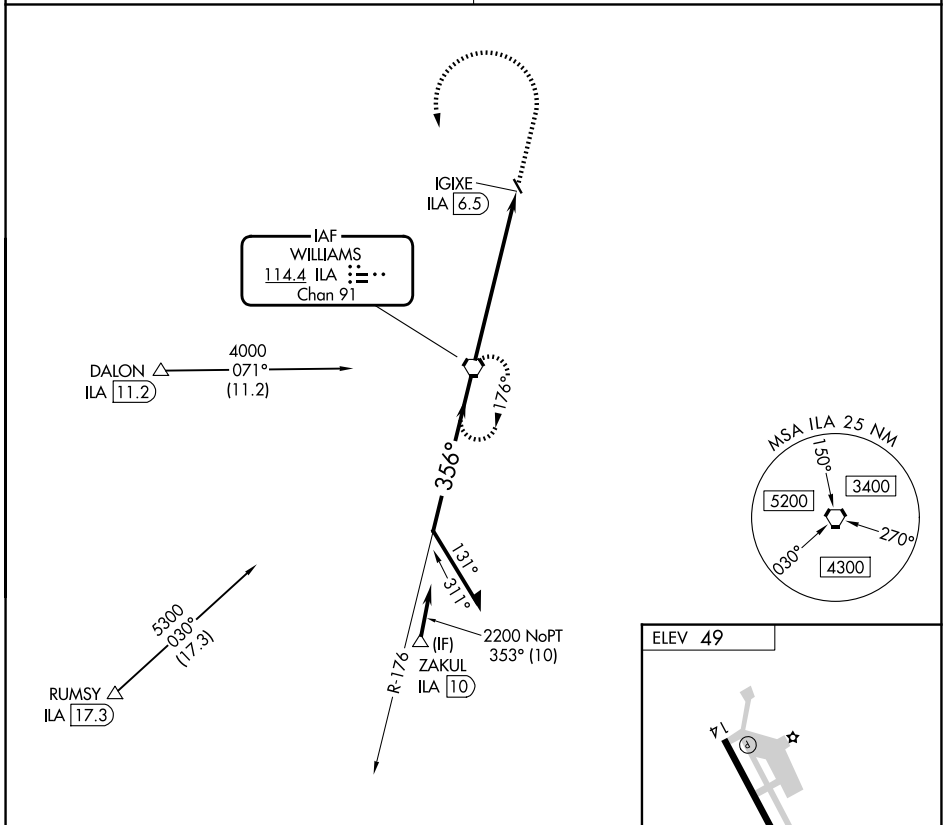 IGIXE
ILA 6.5
IAF
WILLIAMS
114.4 ILA
Chan 91
DALON
ILA 11.2
4000
071°
(11.2)
176°
356°
131°
311°
MSA ILA 25 NM
150°
5200
3400
030°
270°
4300
5300
030°
(17.3)
RUMSY
ILA 17.3
R-176
(IF)
ZAKUL
ILA 10
2200 NoPT
353° (10)
ELEV 49
14
P